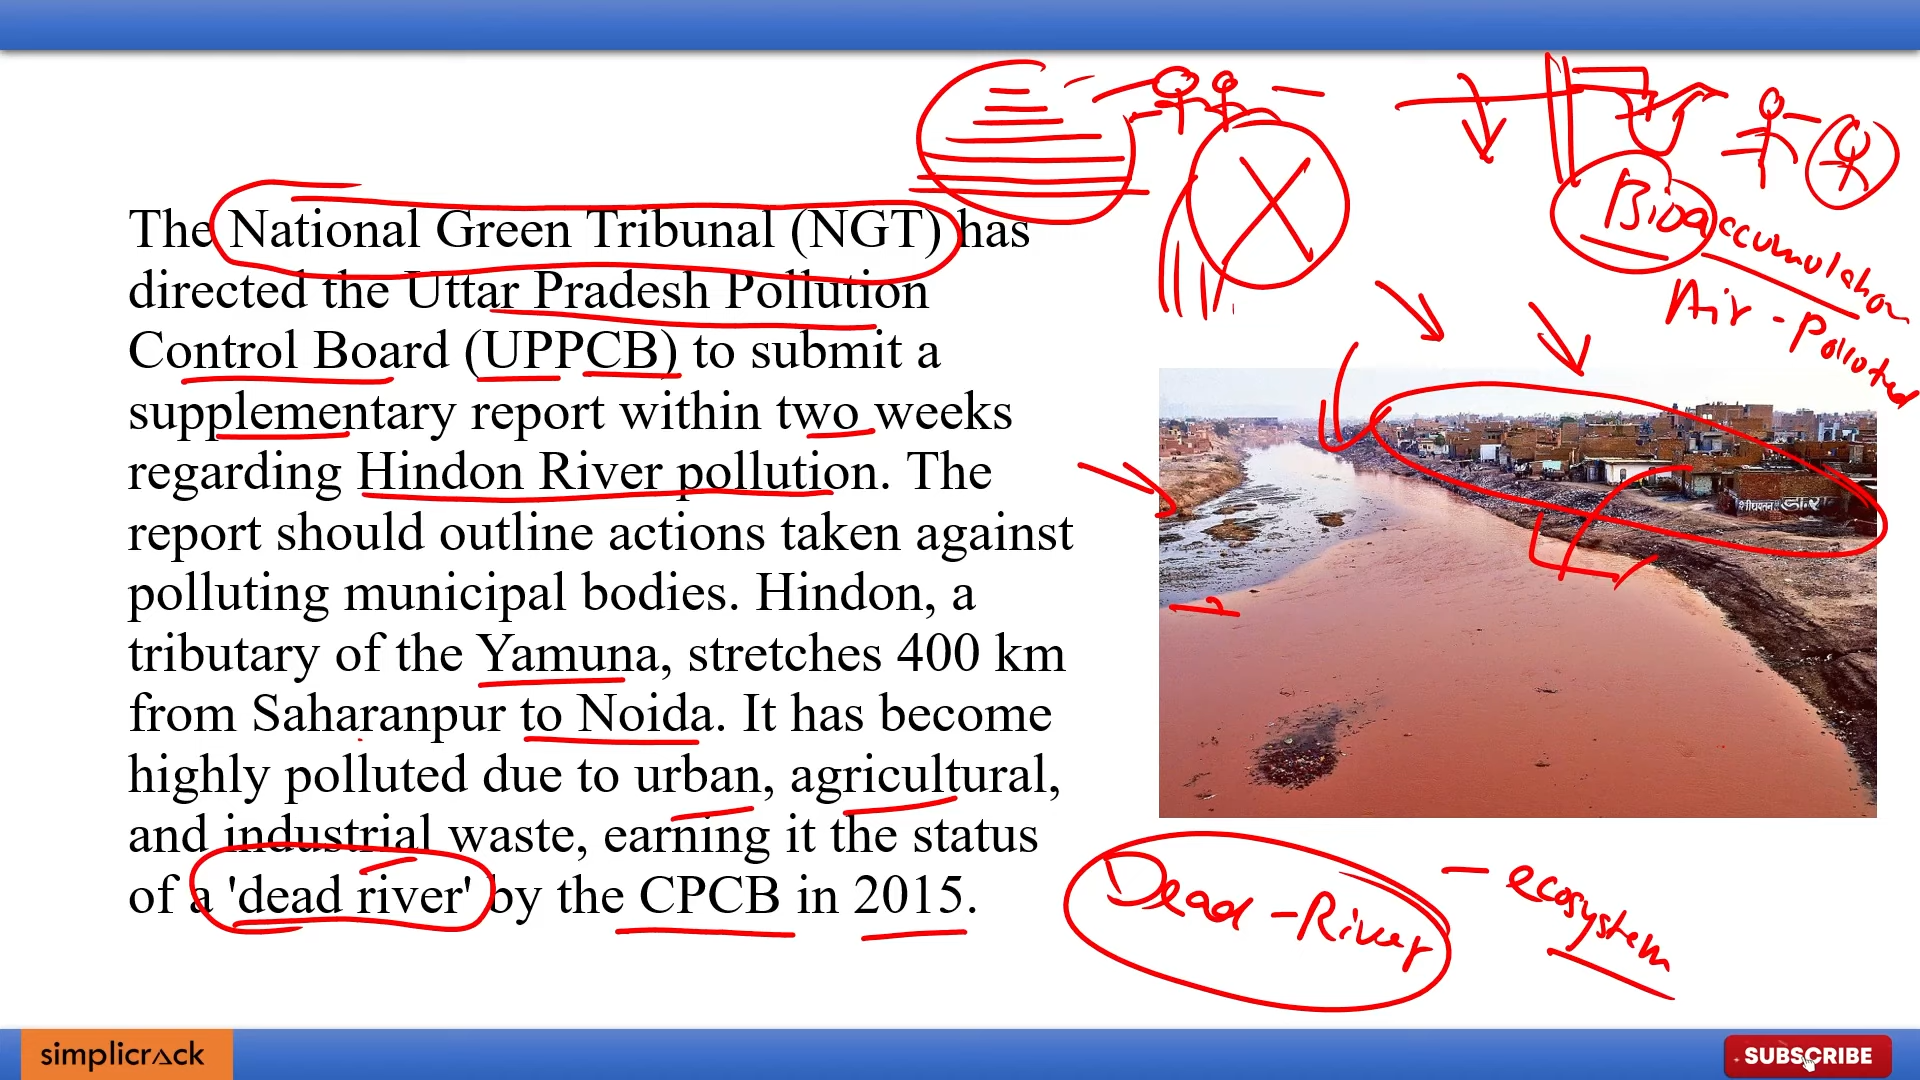 The National Green Tribunal (NGT) has
directed the Uttar Pradesh Pollution
Control Board (UPPCB) to submit a
supplementary report within two weeks
regarding Hindon River pollution. The
report should outline actions taken against
polluting municipal bodies. Hindon, a
tributary of the Yamuna, stretches 400 km
from Saharanpur to Noida. It has become
highly polluted due to urban, agricultural,
and industrial waste, earning it the status
of a 'dead river' by the CPCB in 2015.
Bioaccumulation
Air - Polluted
Dead - River - ecosystem
simplicrack
SUBSCRIBE